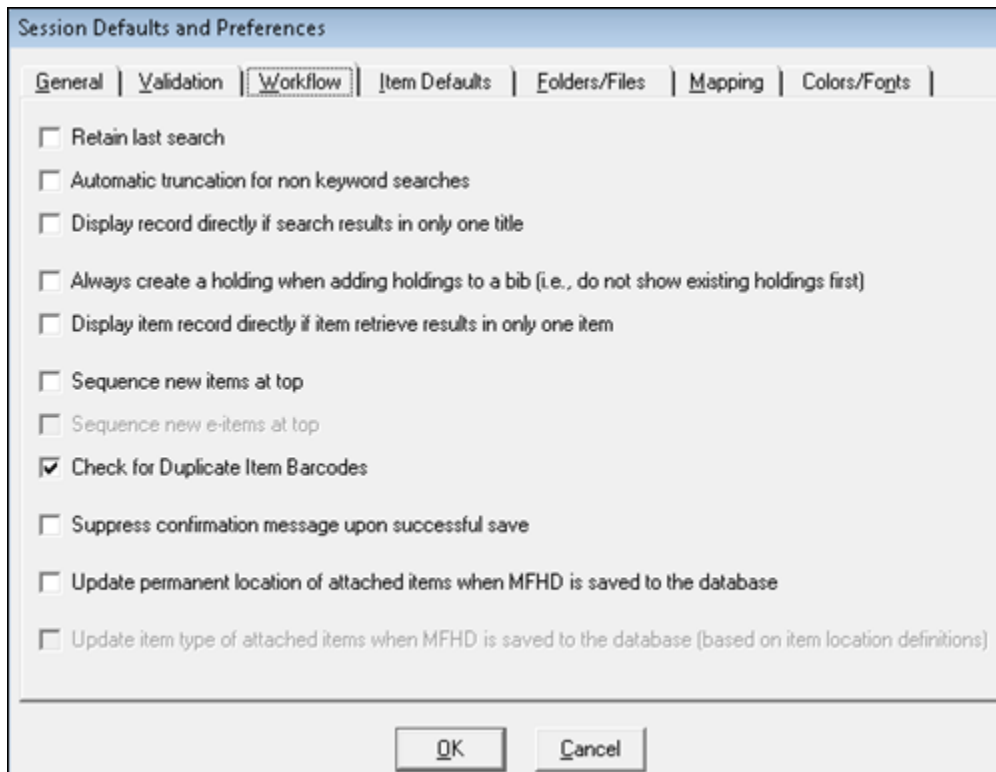 Session Defaults and Preferences
General Validation Workflow Item Defaults Folders/Files Mapping Colors/Fonts
Retain last search
Automatic truncation for non keyword searches
Display record directly if search results in only one title
Always create a holding when adding holdings to a bib (i.e., do not show existing holdings first)
Display item record directly if item retrieve results in only one item
Sequence new items at top
Sequence new e-items at top
Check for Duplicate Item Barcodes
Suppress confirmation message upon successful save
Update permanent location of attached items when MFHD is saved to the database
Update item type of attached items when MFHD is saved to the database (based on item location definitions)
OK Cancel